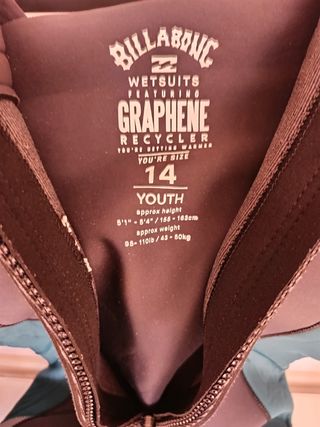 BILLABONG
WETSUITS
FEATURING
GRAPHENE
RECYCLER
YOU'RE GETTING WARMER
YOU'RE SIZE
14
YOUTH
approx height
5'1" - 5'4" / 155 - 163cm
approx weight
95 - 110lb / 43 - 50kg